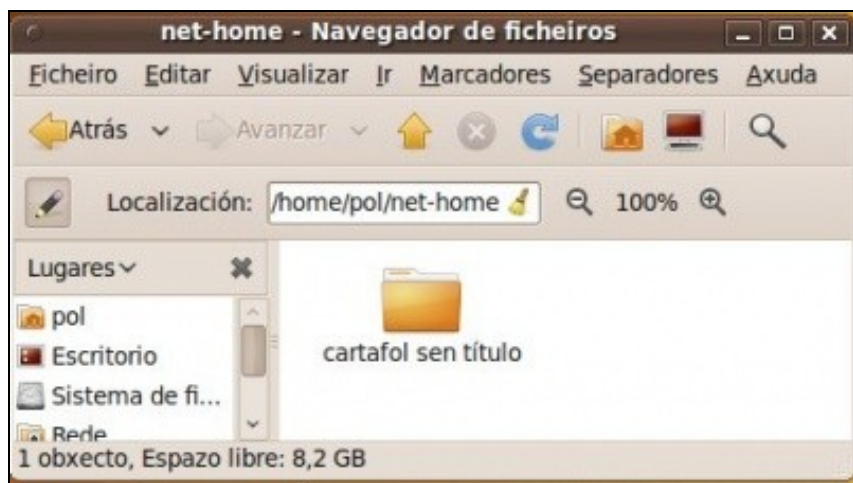 net-home - Navegador de ficheiros
Ficheiro Editar Visualizar Ir Marcadores Separadores Axuda
Atrás Avanzar
Localización: /home/pol/net-home 100%
Lugares
pol
Escritorio
Sistema de fi...
Rede
cartafol sen título
1 obxecto, Espazo libre: 8,2 GB